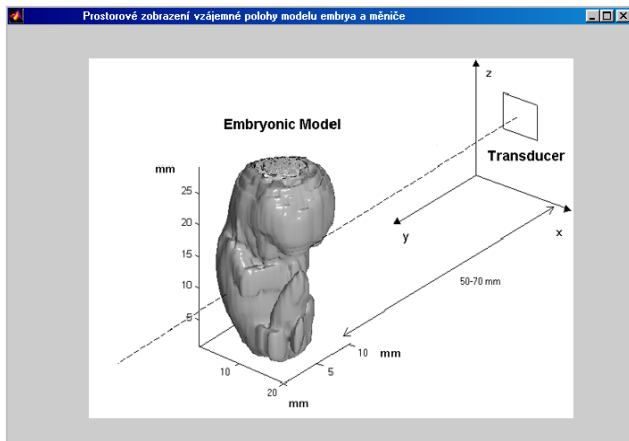 Prostorové zobrazení vzájemné polohy modelu embrya a měniče
z
Embryonic Model
Transducer
mm
25
20
15
10
5
y
x
50-70 mm
10
mm
5
10
20
mm